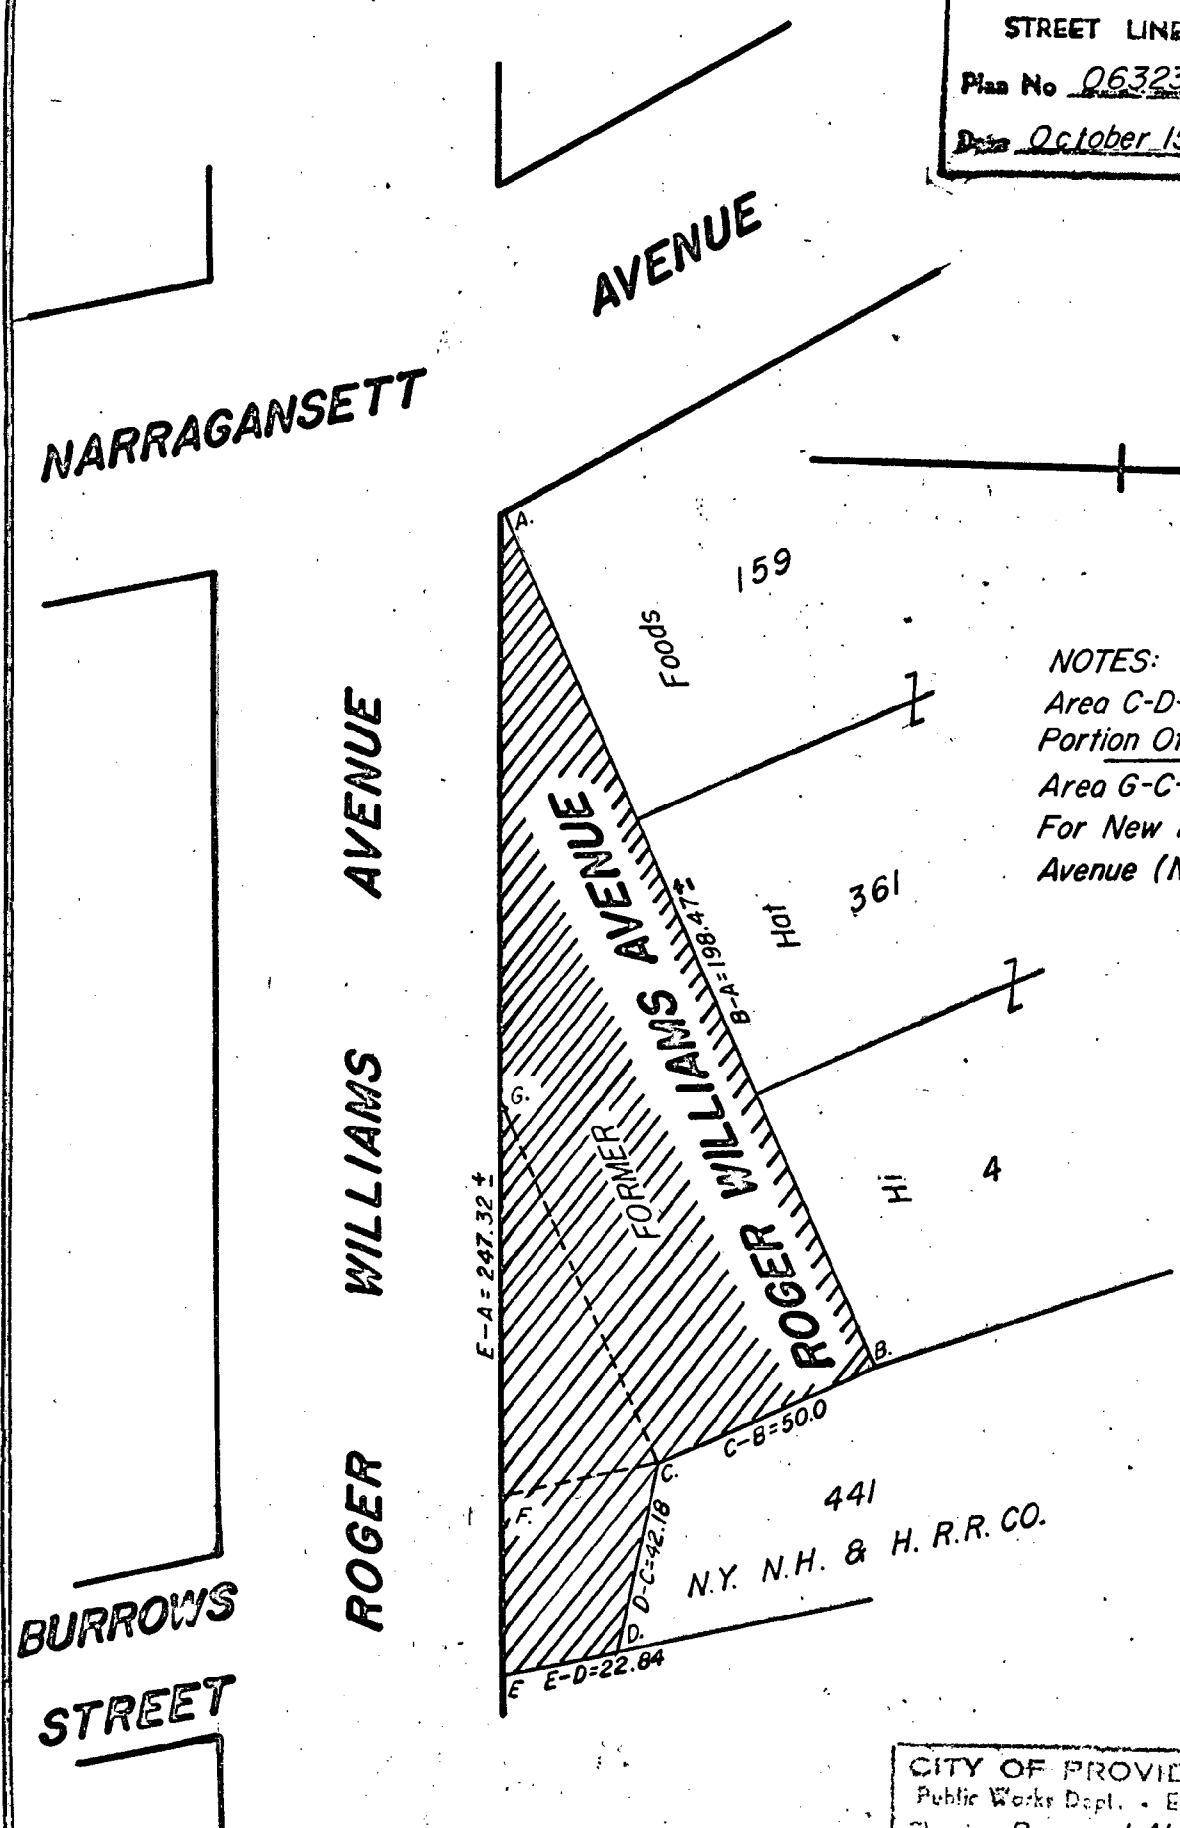 STREET LINE
Plan No 06323
Date October 15
AVENUE
NARRAGANSETT
A.
159
Foods
NOTES:
Area C-D-
Portion Of
Area G-C-
For New
Avenue (N
AVENUE
ROGER WILLIAMS AVENUE
B-A=198.47±
Hat
361
G.
FORMER
WILLIAMS
E-A=247.32±
Hi
4
B.
C-B=50.0
C.
F.
ROGER
D-C=42.18
441
N.Y. N.H. & H. R.R. CO.
BURROWS
D.
E
E-D=22.84
STREET
CITY OF PROVID
Public Works Dept. - E